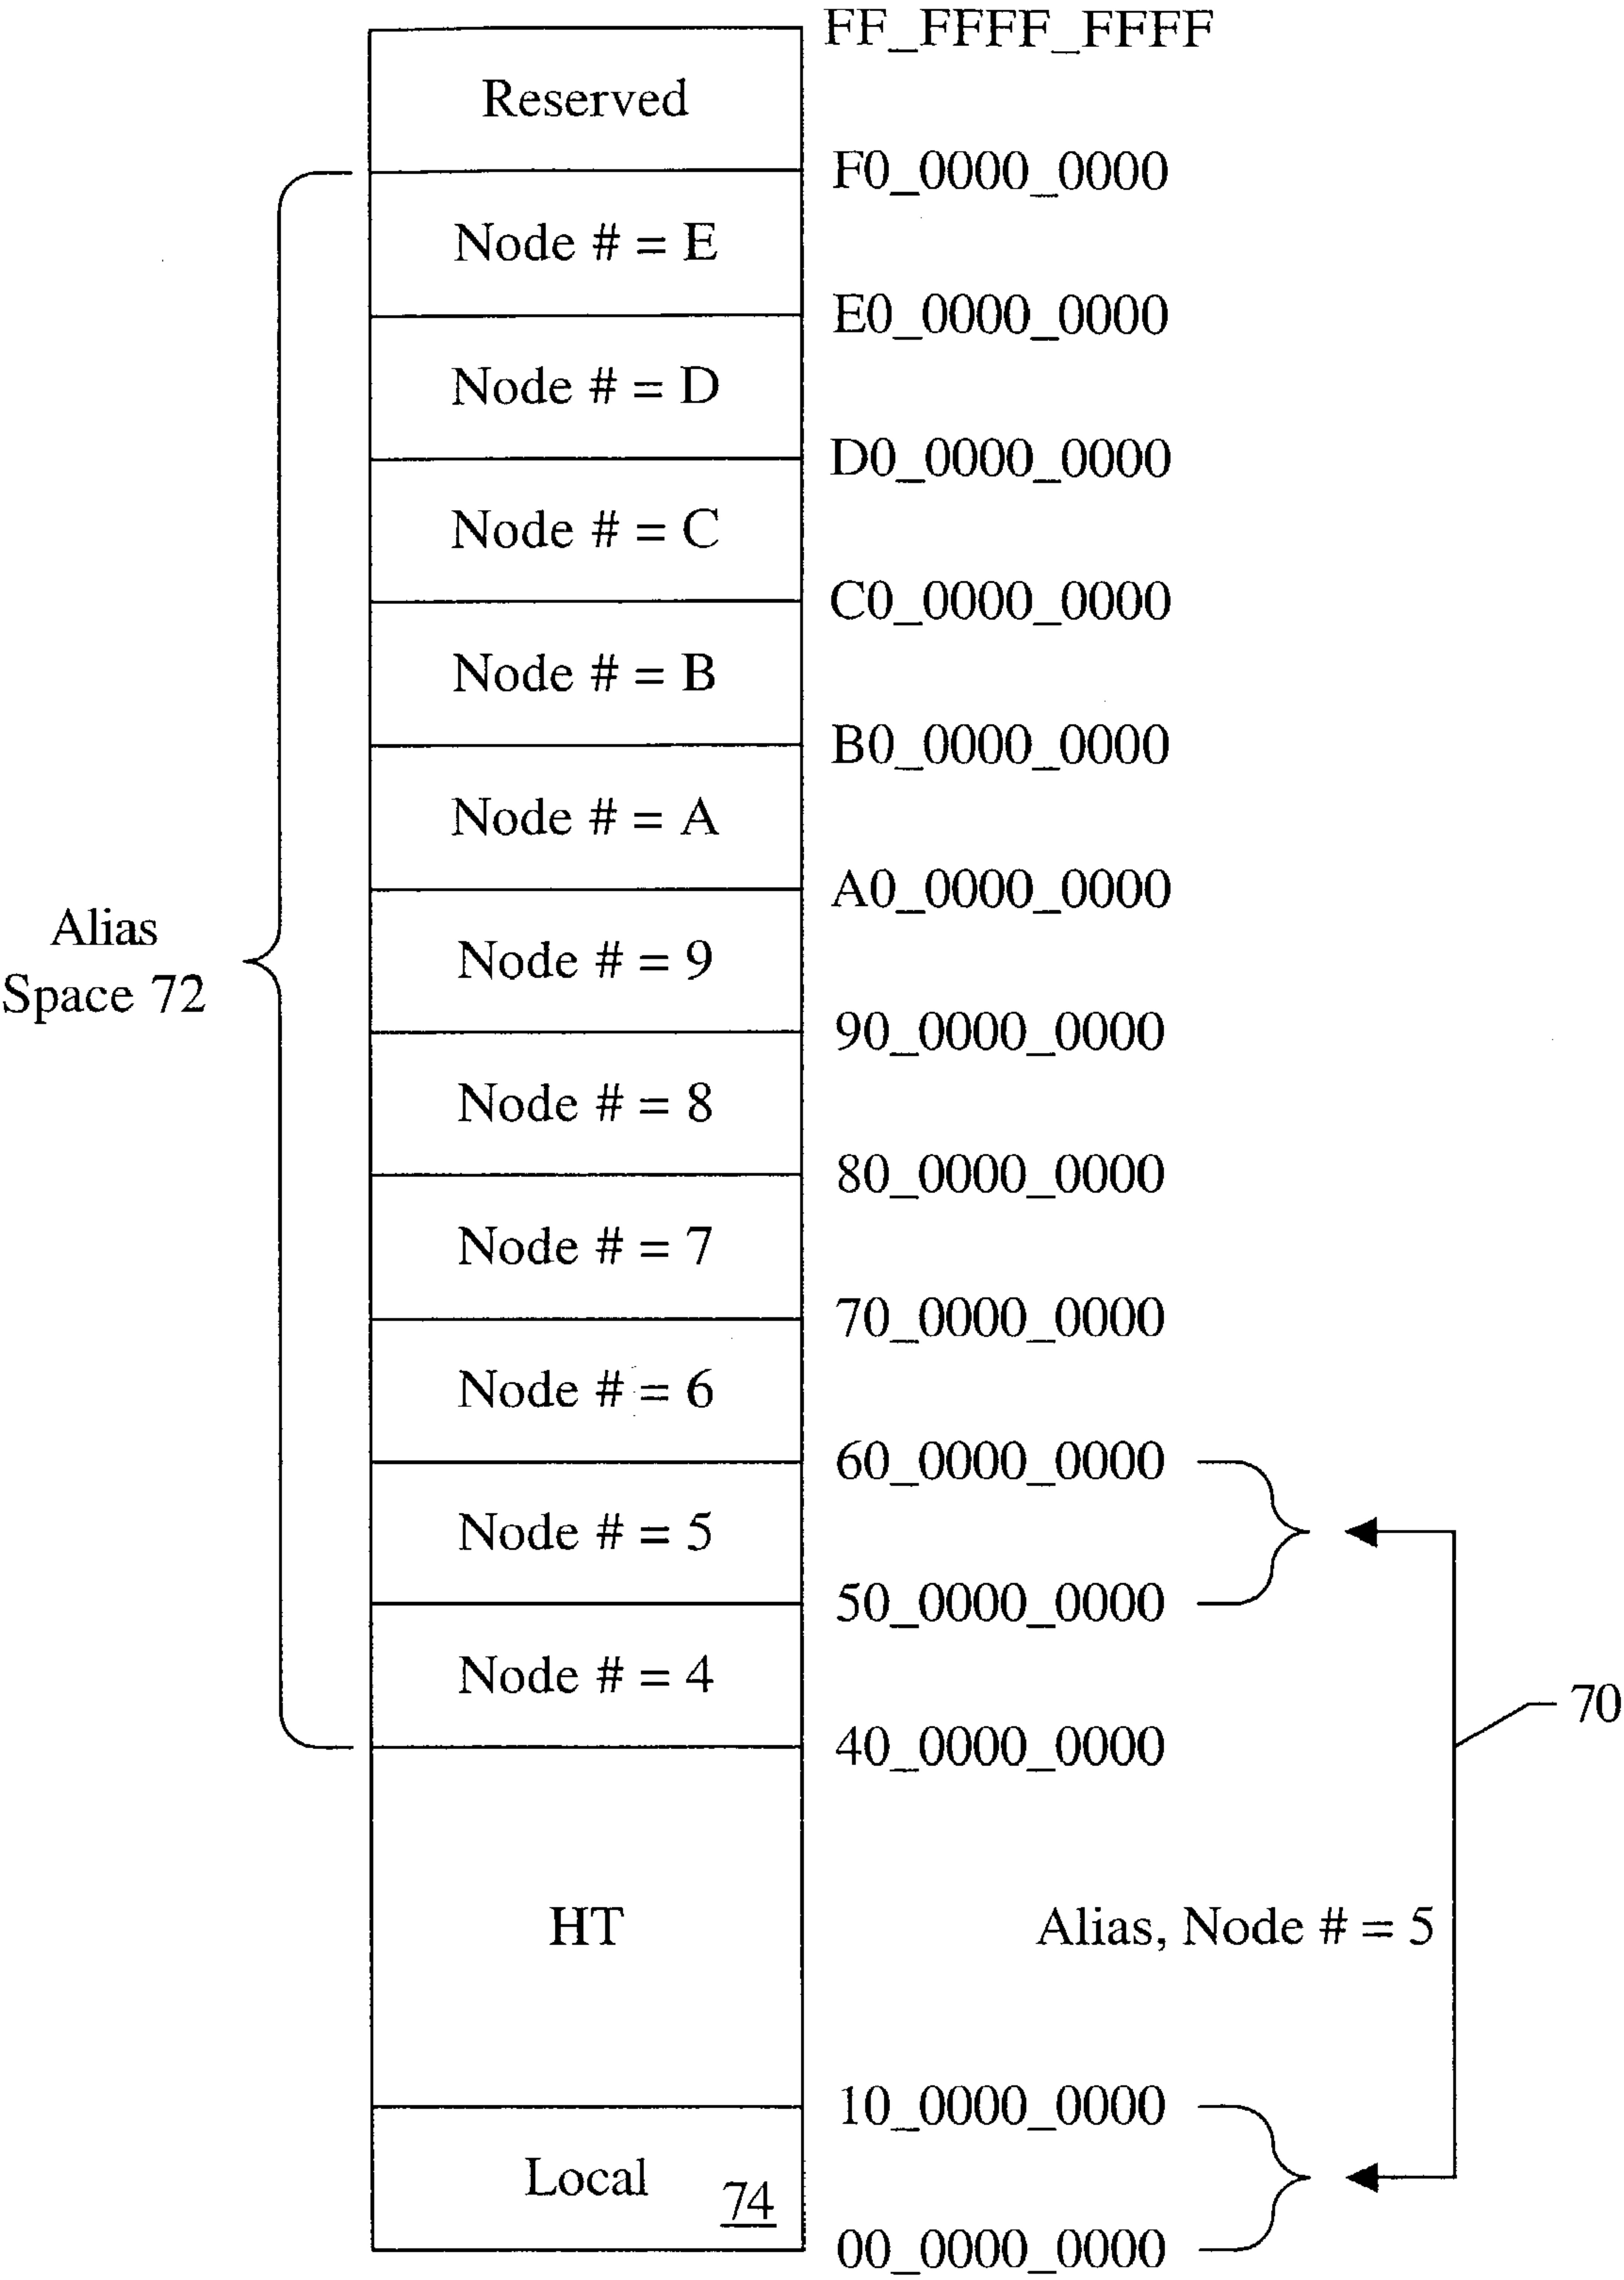 FF_FFFF_FFFF
Reserved
F0_0000_0000
Node # = E
E0_0000_0000
Node # = D
D0_0000_0000
Node # = C
C0_0000_0000
Node # = B
B0_0000_0000
Node # = A
A0_0000_0000
Alias
Space 72
Node # = 9
90_0000_0000
Node # = 8
80_0000_0000
Node # = 7
70_0000_0000
Node # = 6
60_0000_0000
Node # = 5
50_0000_0000
Node # = 4
70
40_0000_0000
HT
Alias, Node # = 5
10_0000_0000
Local
74
00_0000_0000